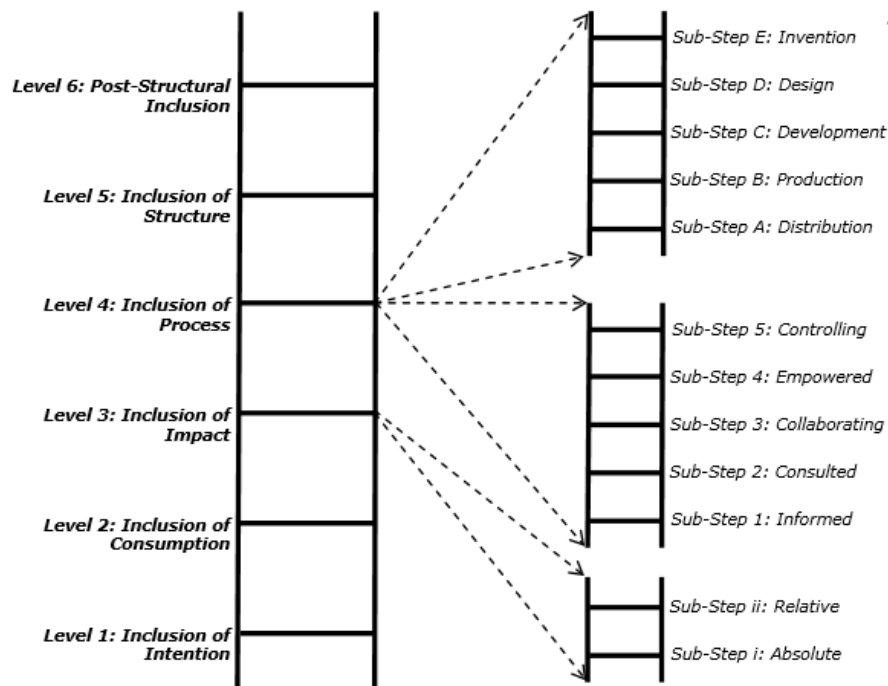 Level 6: Post-Structural
Inclusion
Level 5: Inclusion of
Structure
Level 4: Inclusion of
Process
Level 3: Inclusion of
Impact
Level 2: Inclusion of
Consumption
Level 1: Inclusion of
Intention
Sub-Step E: Invention
Sub-Step D: Design
Sub-Step C: Development
Sub-Step B: Production
Sub-Step A: Distribution
Sub-Step 5: Controlling
Sub-Step 4: Empowered
Sub-Step 3: Collaborating
Sub-Step 2: Consulted
Sub-Step 1: Informed
Sub-Step ii: Relative
Sub-Step i: Absolute